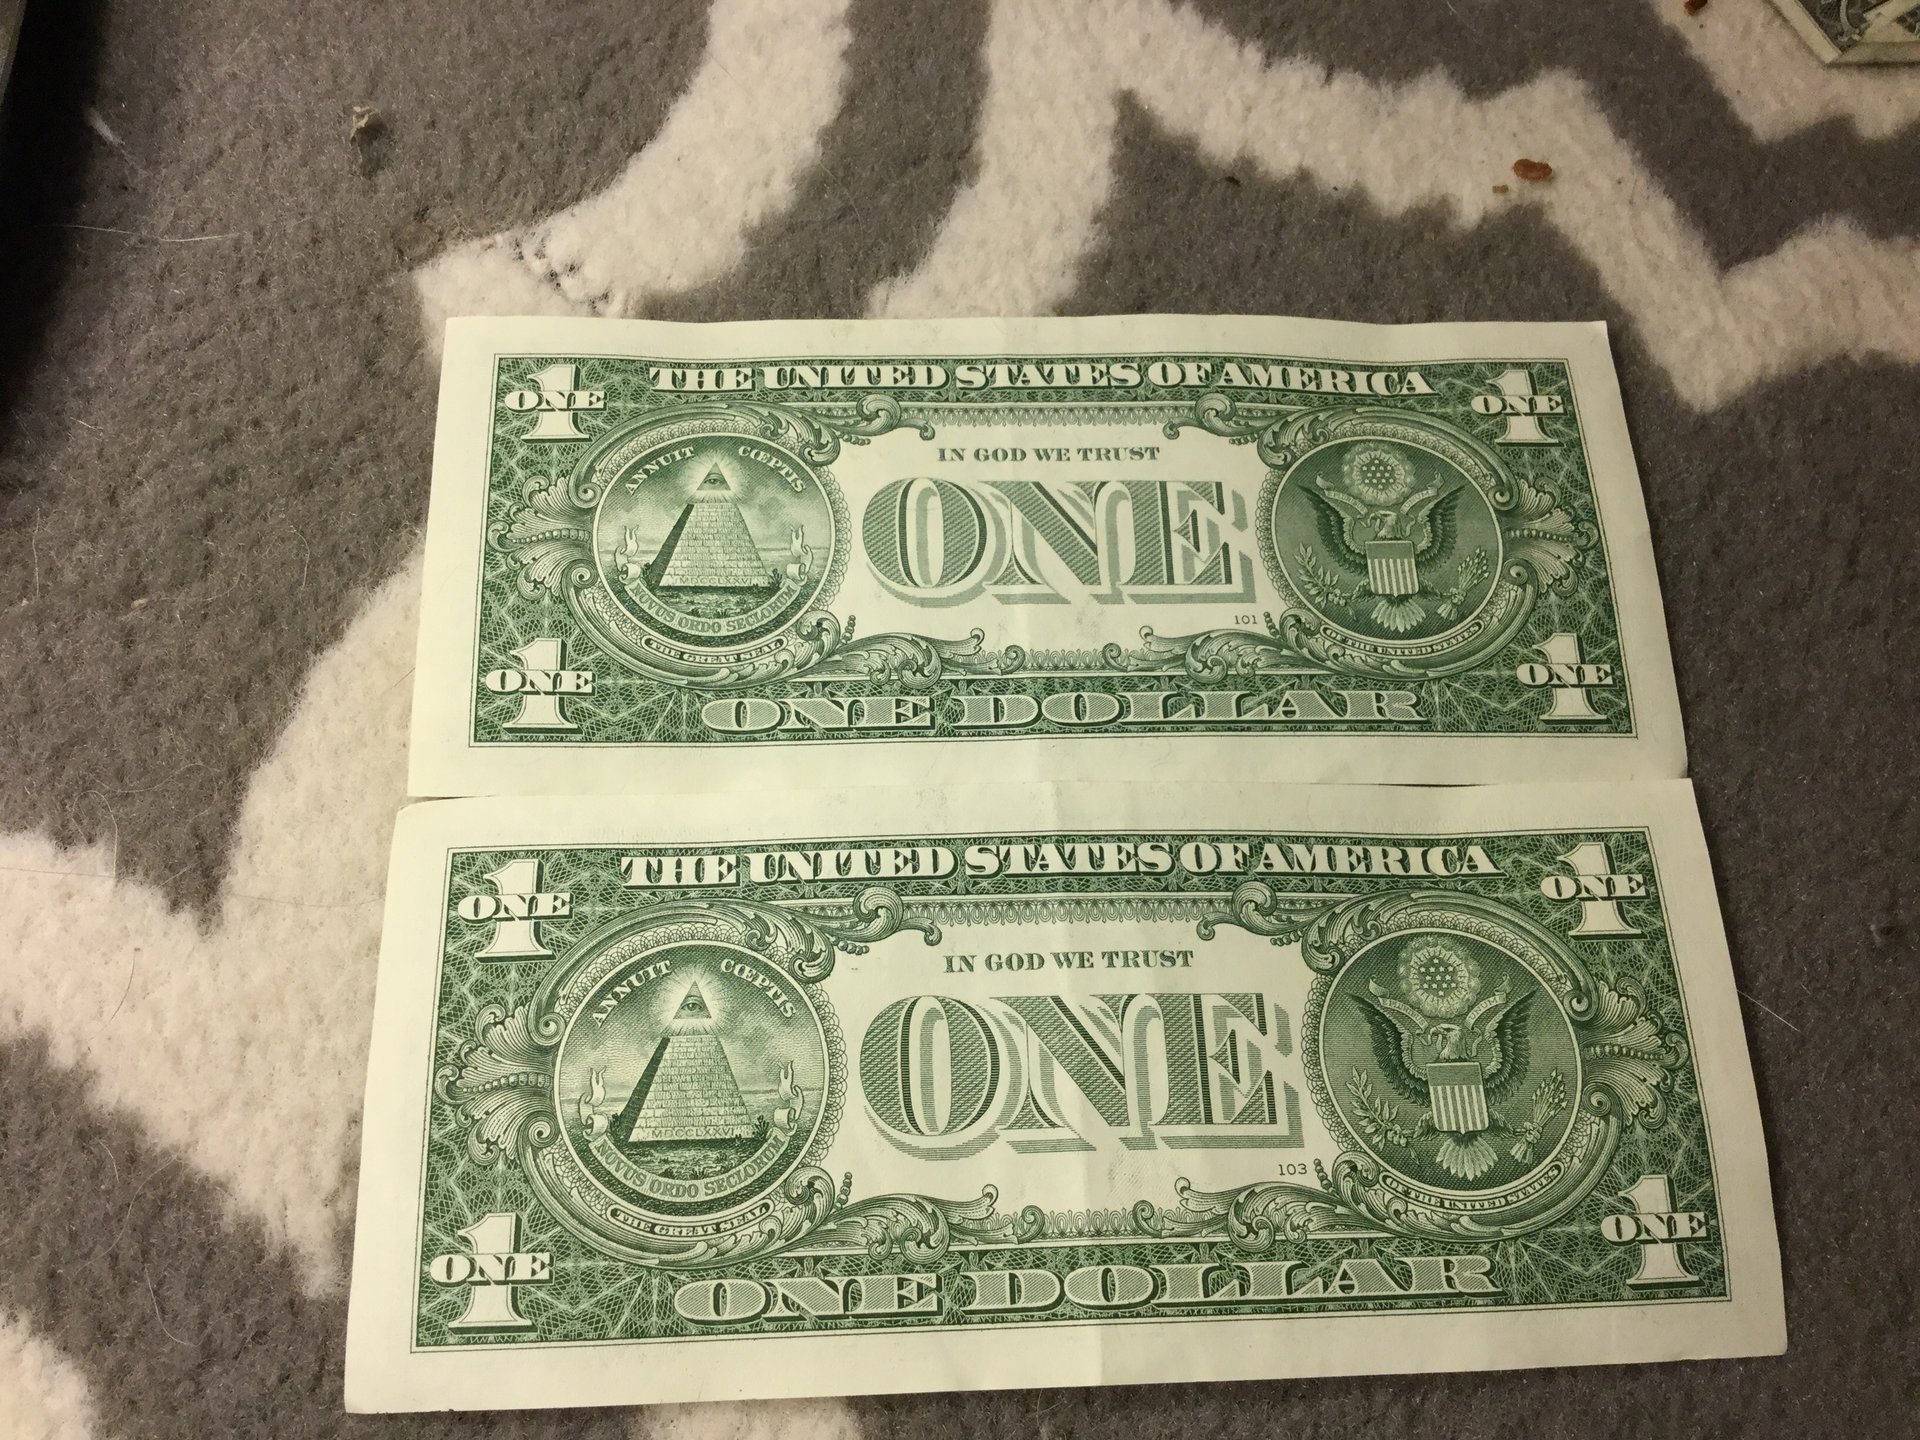 THE UNITED STATES OF AMERICA
1 ONE
1 ONE
IN GOD WE TRUST
ANNUIT CŒPTIS
ONE
MDCCLXXVI
NOVUS ORDO SECLORUM
101
THE GREAT SEAL
OF THE UNITED STATES
1 ONE
1 ONE
ONE DOLLAR
THE UNITED STATES OF AMERICA
1 ONE
1 ONE
IN GOD WE TRUST
ANNUIT CŒPTIS
ONE
MDCCLXXVI
NOVUS ORDO SECLORUM
103
THE GREAT SEAL
OF THE UNITED STATES
1 ONE
1 ONE
ONE DOLLAR